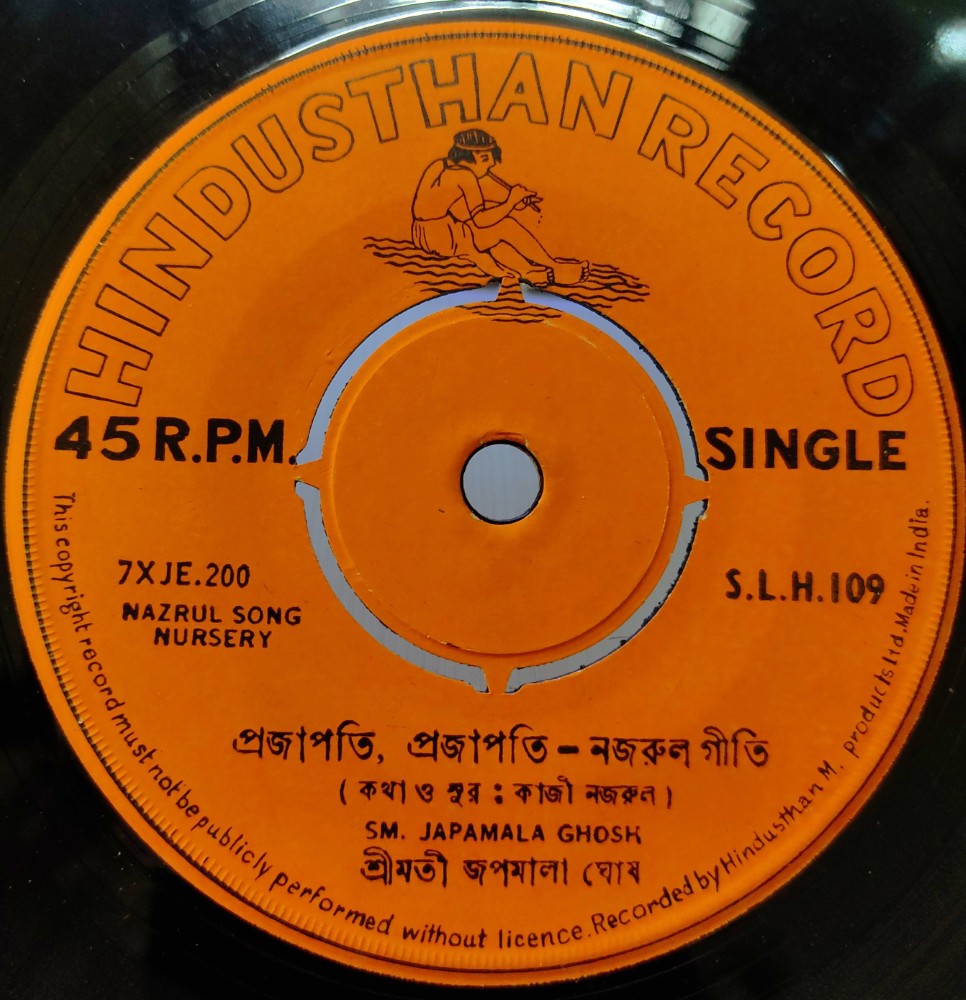 HINDUSTHAN RECORD
45 R.P.M.
SINGLE
7XJE.200
NAZRUL SONG
NURSERY
S.L.H.109
প্রজাপতি, প্রজাপতি - নজরুল গীতি
( কথা ও সুর : কাজী নজরুল )
SM. JAPAMALA GHOSH
শ্রীমতী জপমালা ঘোষ
This copyright record must not be publicly performed without licence. Recorded by Hindusthan M. products ltd. Made in India.